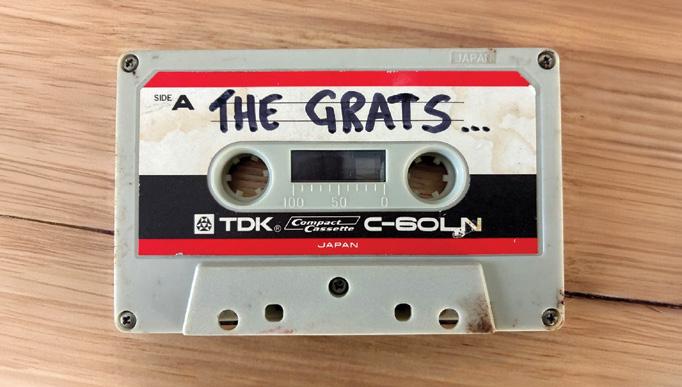 JAPAN
SIDE A THE GRATS...
100 50 0
TDK® Compact Cassette C-60LN
JAPAN